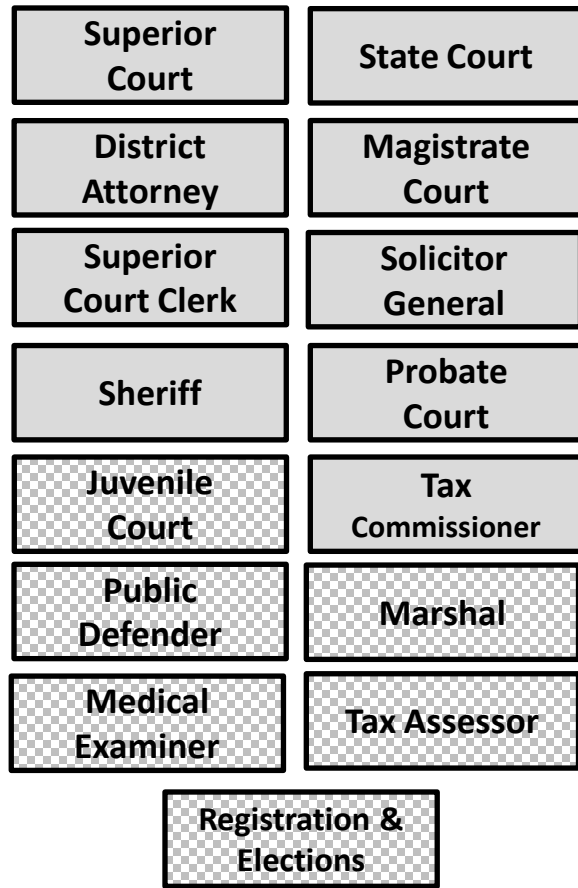 Superior
Court
State Court
District
Attorney
Magistrate
Court
Superior
Court Clerk
Solicitor
General
Sheriff
Probate
Court
Juvenile
Court
Tax
Commissioner
Public
Defender
Marshal
Medical
Examiner
Tax Assessor
Registration &
Elections